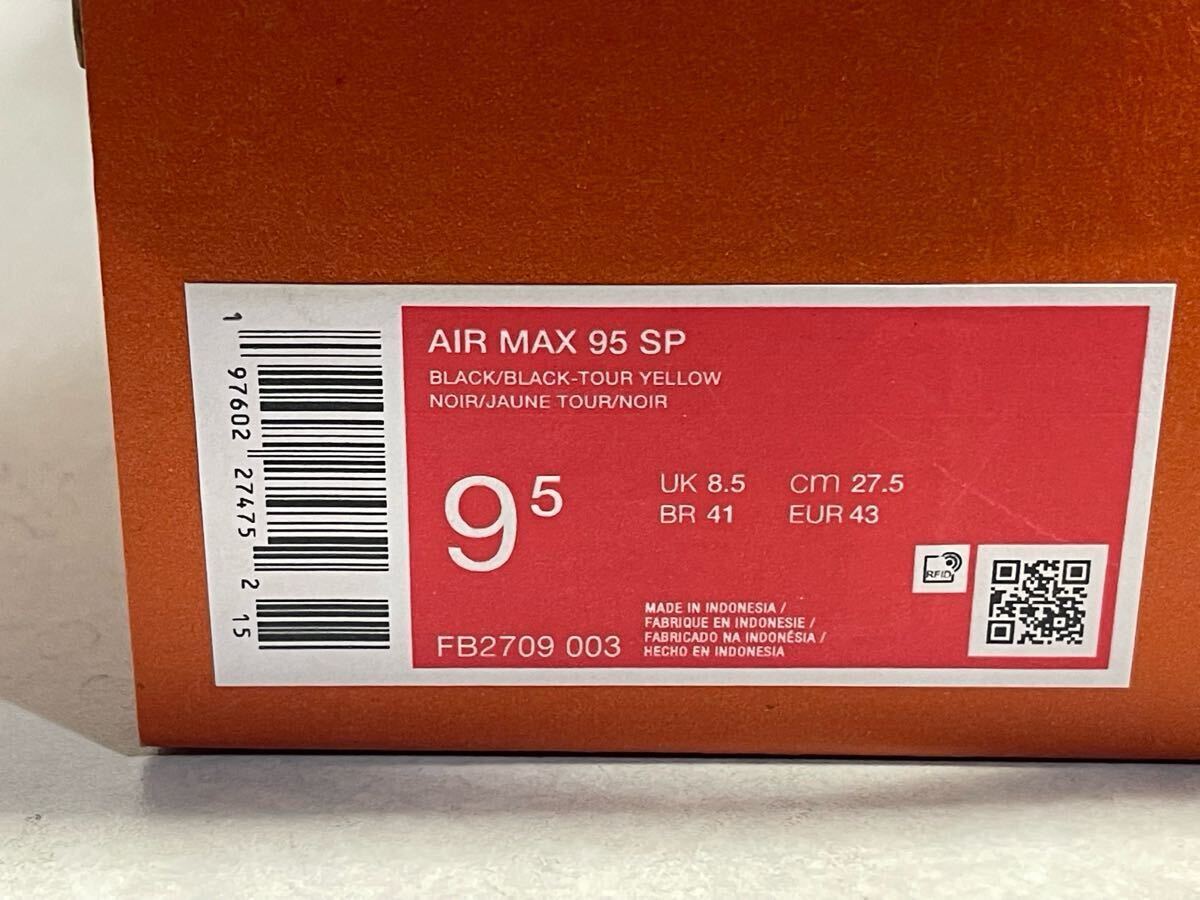 1 97602 27475 2 15
AIR MAX 95 SP
BLACK/BLACK-TOUR YELLOW
NOIR/JAUNE TOUR/NOIR
9 5
UK 8.5 cm 27.5
BR 41 EUR 43
RFID
FB2709 003
MADE IN INDONESIA /
FABRIQUE EN INDONESIE /
FABRICADO NA INDONÉSIA /
HECHO EN INDONESIA